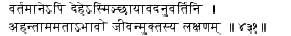 वर्तमानेऽपि देहेऽस्मिञ्छायावदनुवर्तिनि ।
अहन्ताममताऽभावो जीवन्मुक्तस्य लक्षणम् ॥ ४३१॥